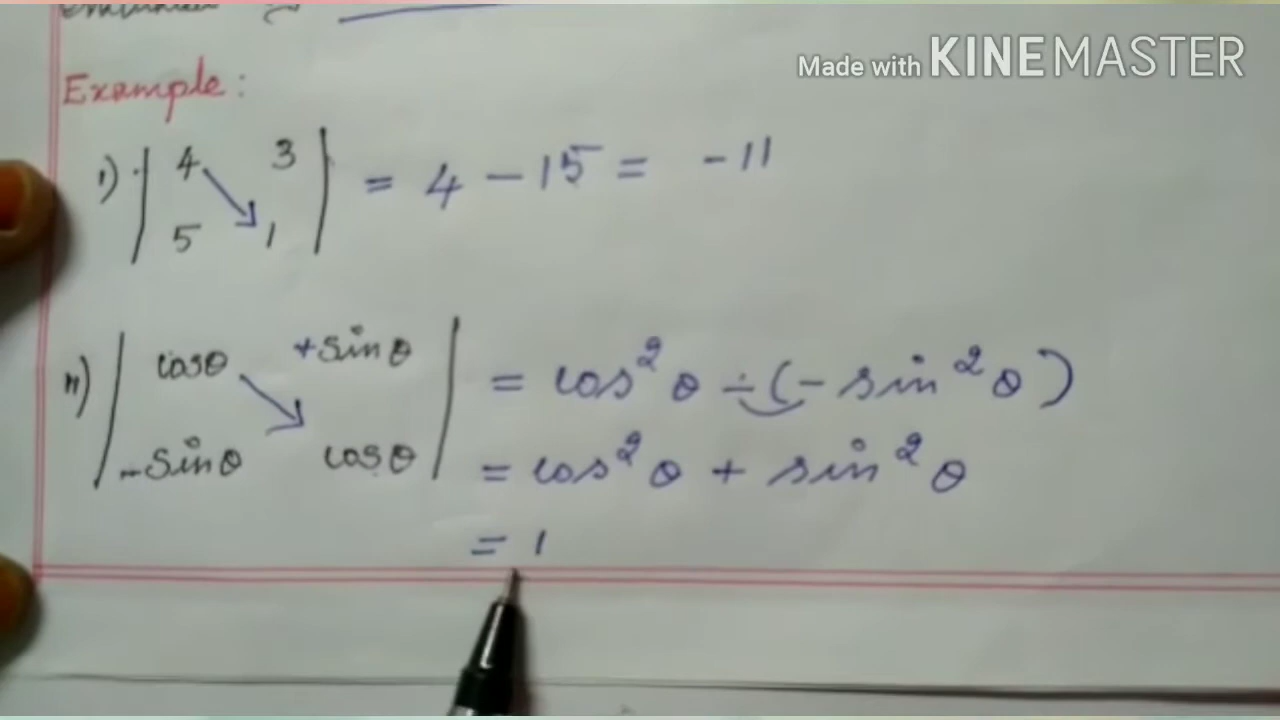 Made with KINEMASTER
Example:
i) | 4 3 | = 4 - 15 = -11
| 5 1 |
ii) | cosθ +sinθ | = cos²θ ÷ (- sin²θ)
| -sinθ cosθ | = cos²θ + sin²θ
= 1